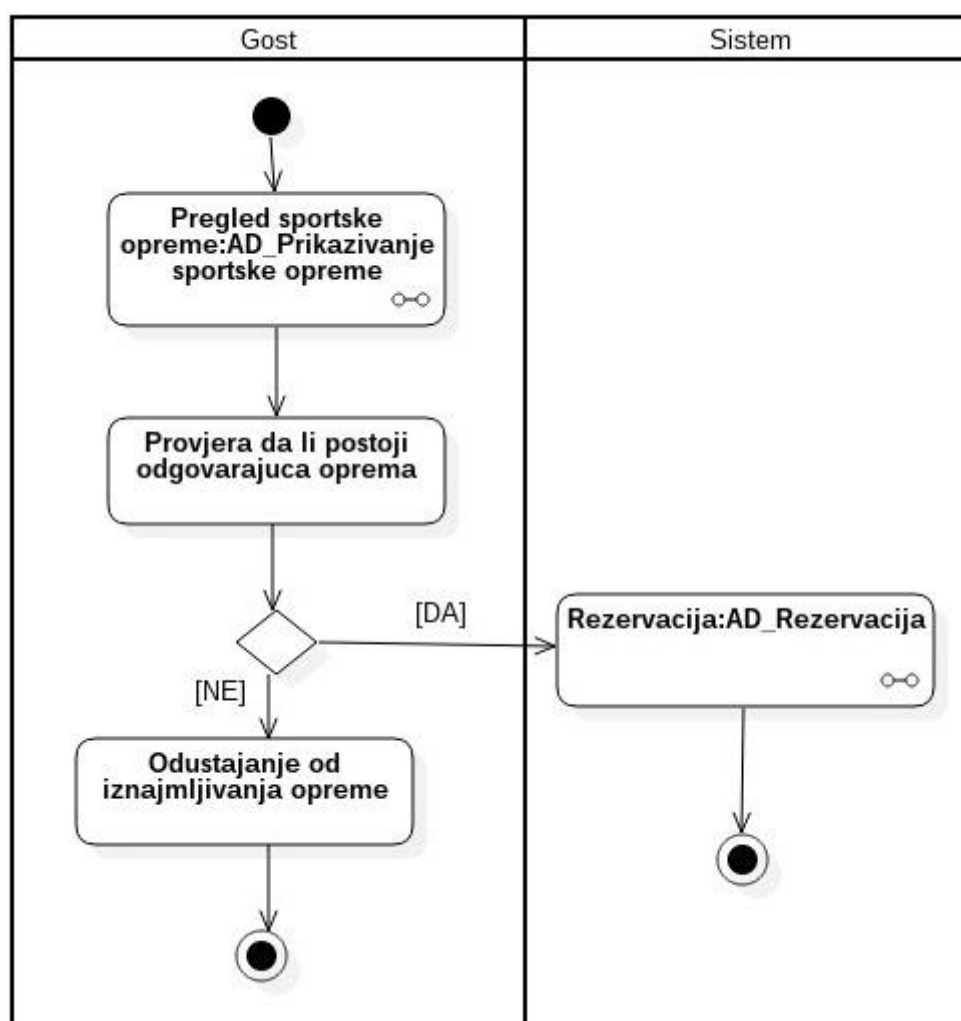 Gost
Sistem
Pregled sportske
opreme:AD_Prikazivanje
sportske opreme
Provjera da li postoji
odgovarajuca oprema
[DA]
Rezervacija:AD_Rezervacija
[NE]
Odustajanje od
iznajmljivanja opreme